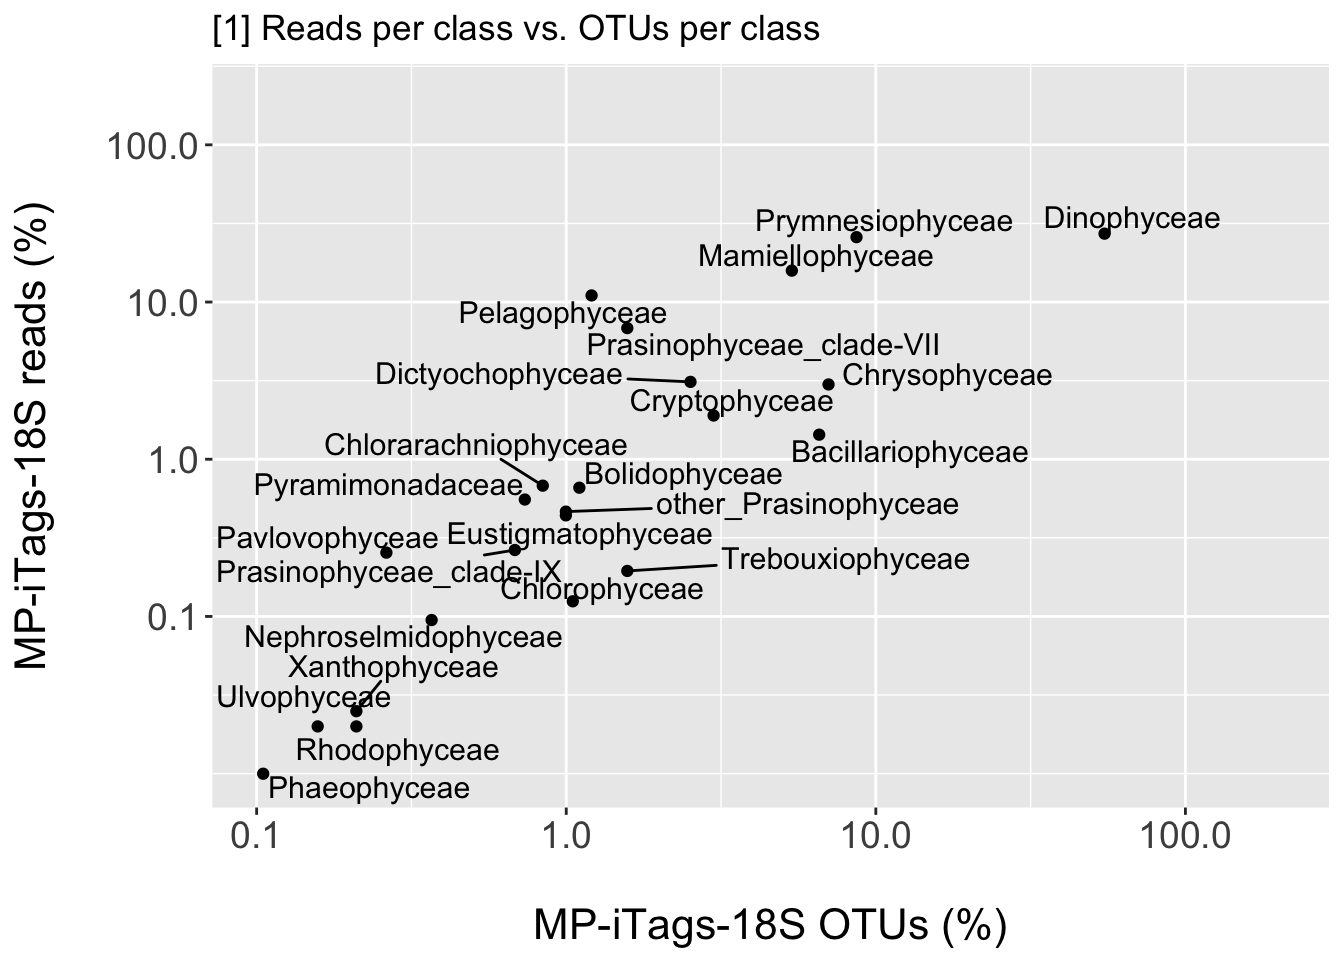 [1] Reads per class vs. OTUs per class
MP-iTags-18S reads (%)
100.0
10.0
1.0
0.1
Prymnesiophyceae
Dinophyceae
Mamiellophyceae
Pelagophyceae
Prasinophyceae_clade-VII
Dictyochophyceae
Chrysophyceae
Cryptophyceae
Chlorarachniophyceae
Bacillariophyceae
Bolidophyceae
Pyramimonadaceae
other_Prasinophyceae
Eustigmatophyceae
Pavlovophyceae
Trebouxiophyceae
Prasinophyceae_clade-IX
Chlorophyceae
Nephroselmidophyceae
Xanthophyceae
Ulvophyceae
Rhodophyceae
Phaeophyceae
0.1
1.0
10.0
100.0
MP-iTags-18S OTUs (%)